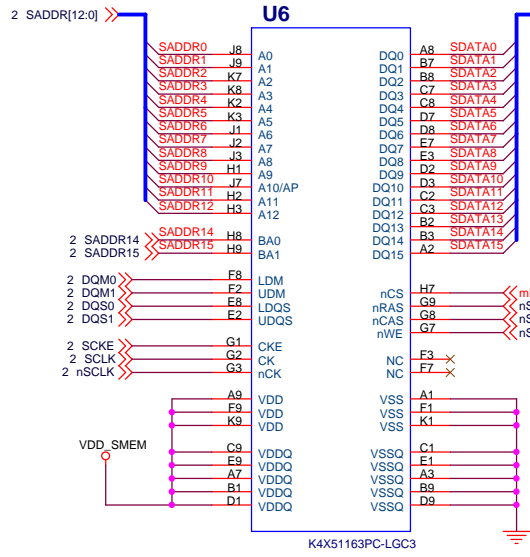 U6
2 SADDR[12:0]
SADDR0 J8 A0 DQ0 A8 SDATA0
SADDR1 J9 A1 DQ1 B7 SDATA1
SADDR2 K7 A2 DQ2 B8 SDATA2
SADDR3 K8 A3 DQ3 C7 SDATA3
SADDR4 K2 A4 DQ4 C8 SDATA4
SADDR5 K3 A5 DQ5 D7 SDATA5
SADDR6 J1 A6 DQ6 D8 SDATA6
SADDR7 J2 A7 DQ7 E7 SDATA7
SADDR8 J3 A8 DQ8 E3 SDATA8
SADDR9 H1 A9 DQ9 D2 SDATA9
SADDR10 J7 A10/AP DQ10 D3 SDATA10
SADDR11 H2 A11 DQ11 C2 SDATA11
SADDR12 H3 A12 DQ12 C3 SDATA12
DQ13 B2 SDATA13
2 SADDR14 SADDR14 H8 BA0 DQ14 B3 SDATA14
2 SADDR15 SADDR15 H9 BA1 DQ15 A2 SDATA15
2 DQM0 F8 LDM
2 DQM1 F2 UDM nCS H7
2 DQS0 E8 LDQS nRAS G9 nS
2 DQS1 E2 UDQS nCAS G8 nS
nWE G7 nS
2 SCKE G1 CKE
2 SCLK G2 CK NC F3
2 nSCLK G3 nCK NC F7
A9 VDD VSS A1
F9 VDD VSS F1
K9 VDD VSS K1
VDD_SMEM
C9 VDDQ VSSQ C1
E9 VDDQ VSSQ E1
A7 VDDQ VSSQ A3
B1 VDDQ VSSQ B9
D1 VDDQ VSSQ D9
K4X51163PC-LGC3